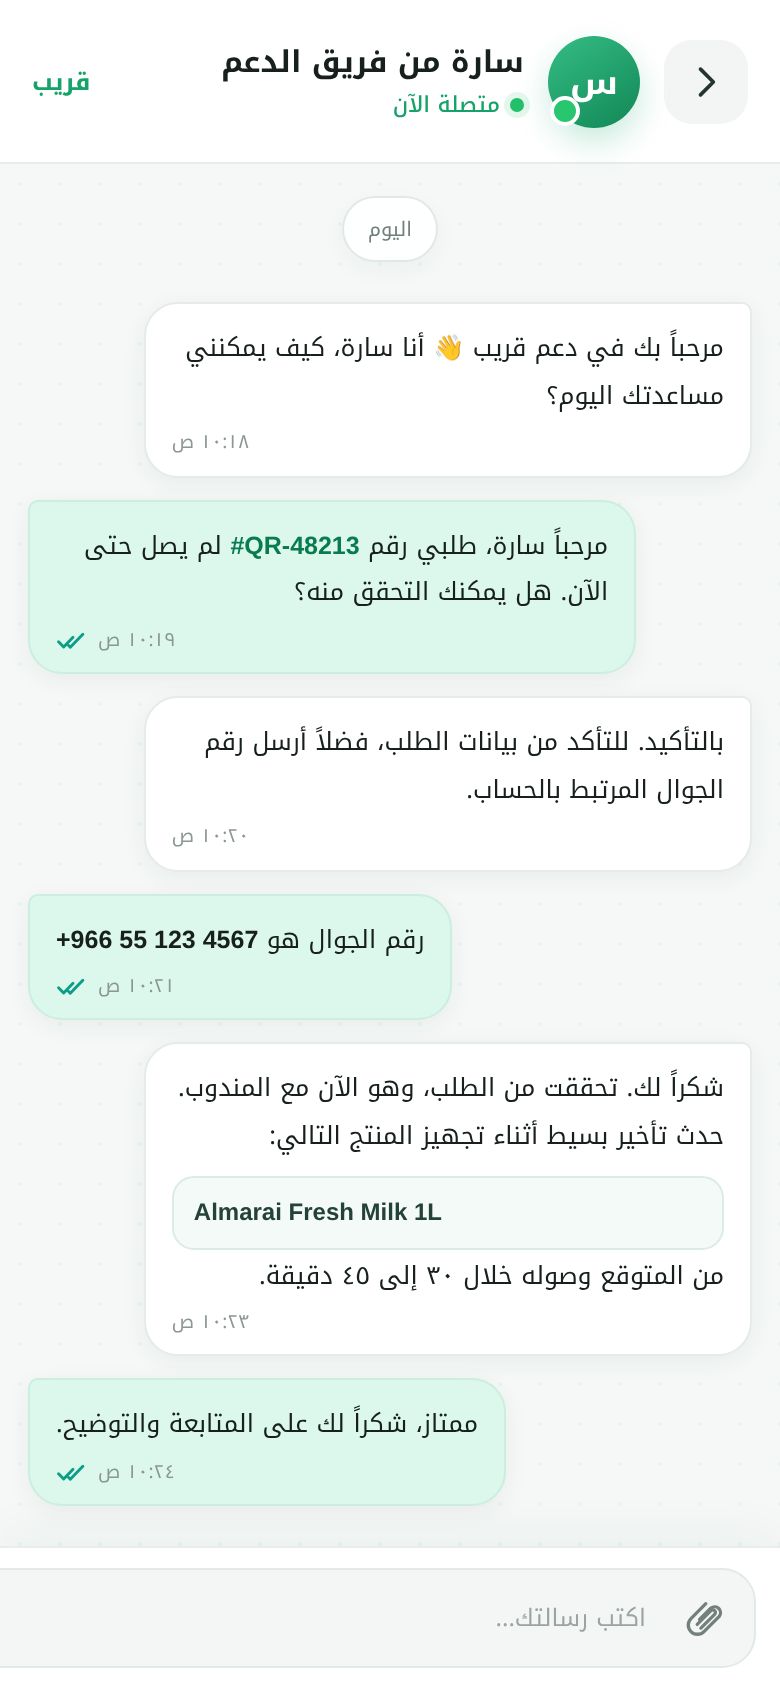 س
سارة من فريق الدعم
متصلة الآن
قريب
اليوم
مرحباً بك في دعم قريب 👋 أنا سارة، كيف يمكنني
مساعدتك اليوم؟
١٠:١٨ ص
مرحباً سارة، طلبي رقم #QR-48213 لم يصل حتى
الآن. هل يمكنك التحقق منه؟
١٠:١٩ ص
بالتأكيد. للتأكد من بيانات الطلب، فضلاً أرسل رقم
الجوال المرتبط بالحساب.
١٠:٢٠ ص
رقم الجوال هو +966 55 123 4567
١٠:٢١ ص
شكراً لك. تحققت من الطلب، وهو الآن مع المندوب.
حدث تأخير بسيط أثناء تجهيز المنتج التالي:
Almarai Fresh Milk 1L
من المتوقع وصوله خلال ٣٠ إلى ٤٥ دقيقة.
١٠:٢٣ ص
ممتاز، شكراً لك على المتابعة والتوضيح.
١٠:٢٤ ص
اكتب رسالتك...